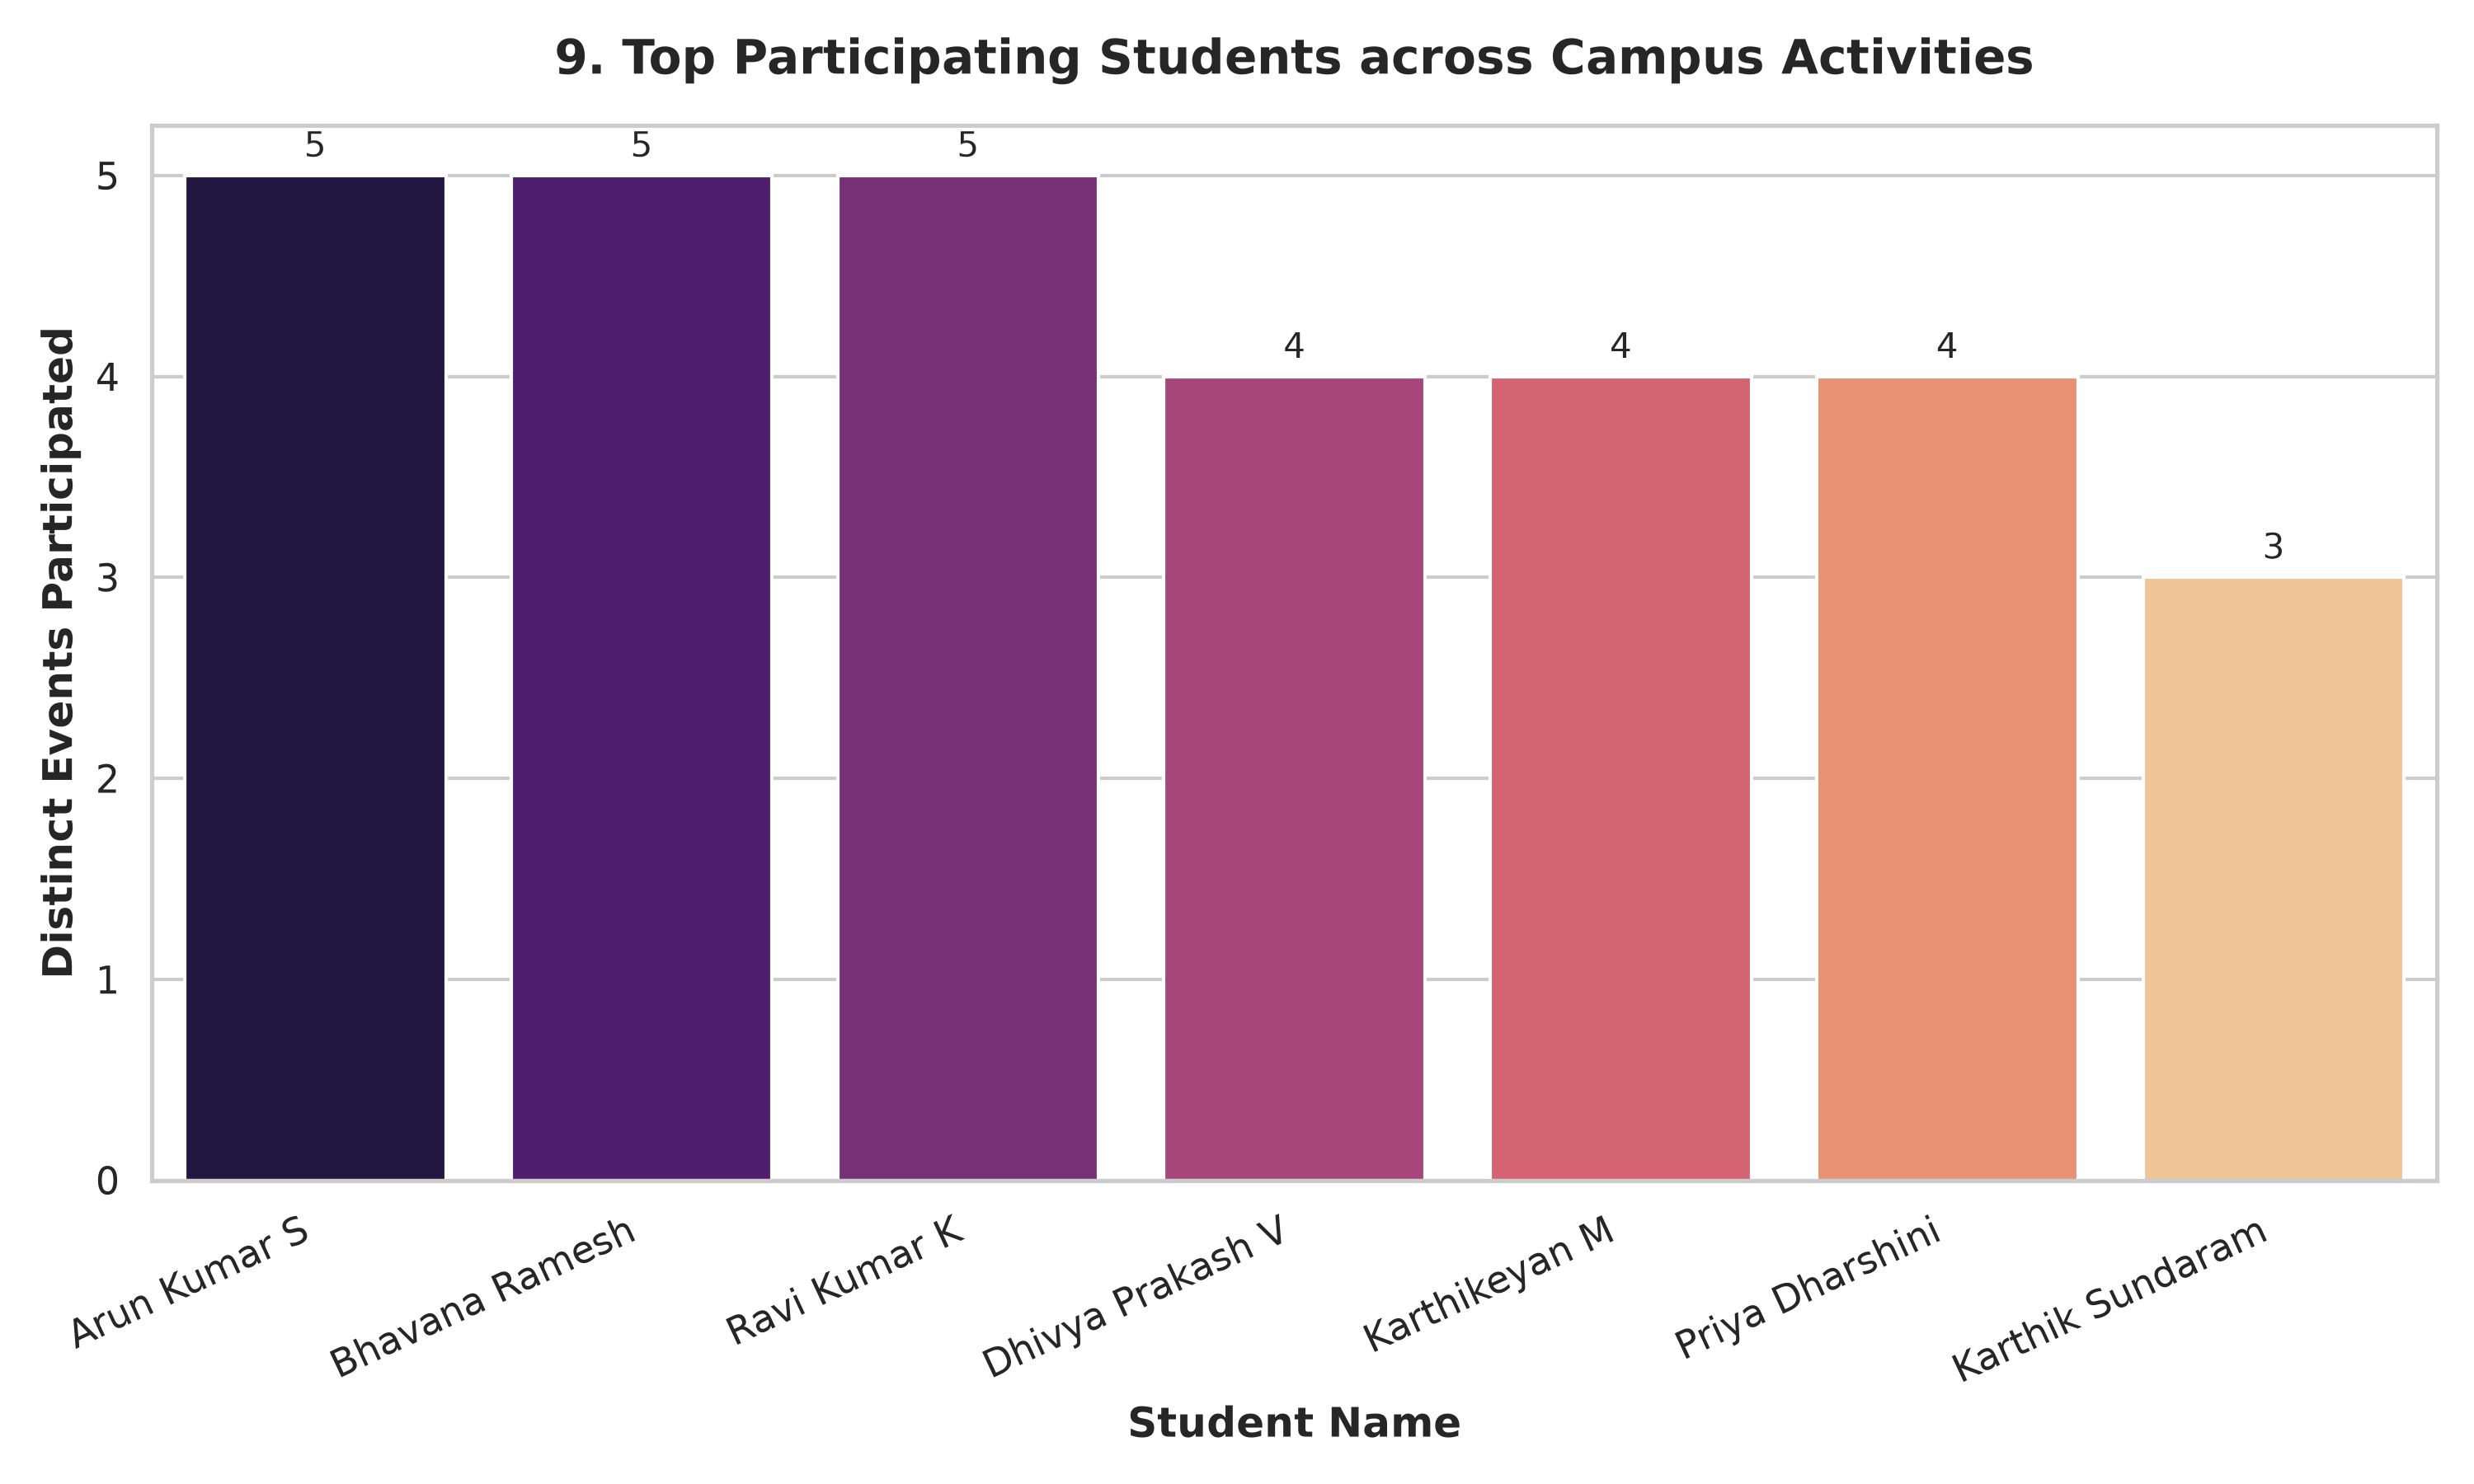 9. Top Participating Students across Campus Activities
5
5
5
4
4
4
3
Distinct Events Participated
5
4
3
2
1
0
Arun Kumar S
Bhavana Ramesh
Ravi Kumar K
Dhivya Prakash V
Karthikeyan M
Priya Dharshini
Karthik Sundaram
Student Name